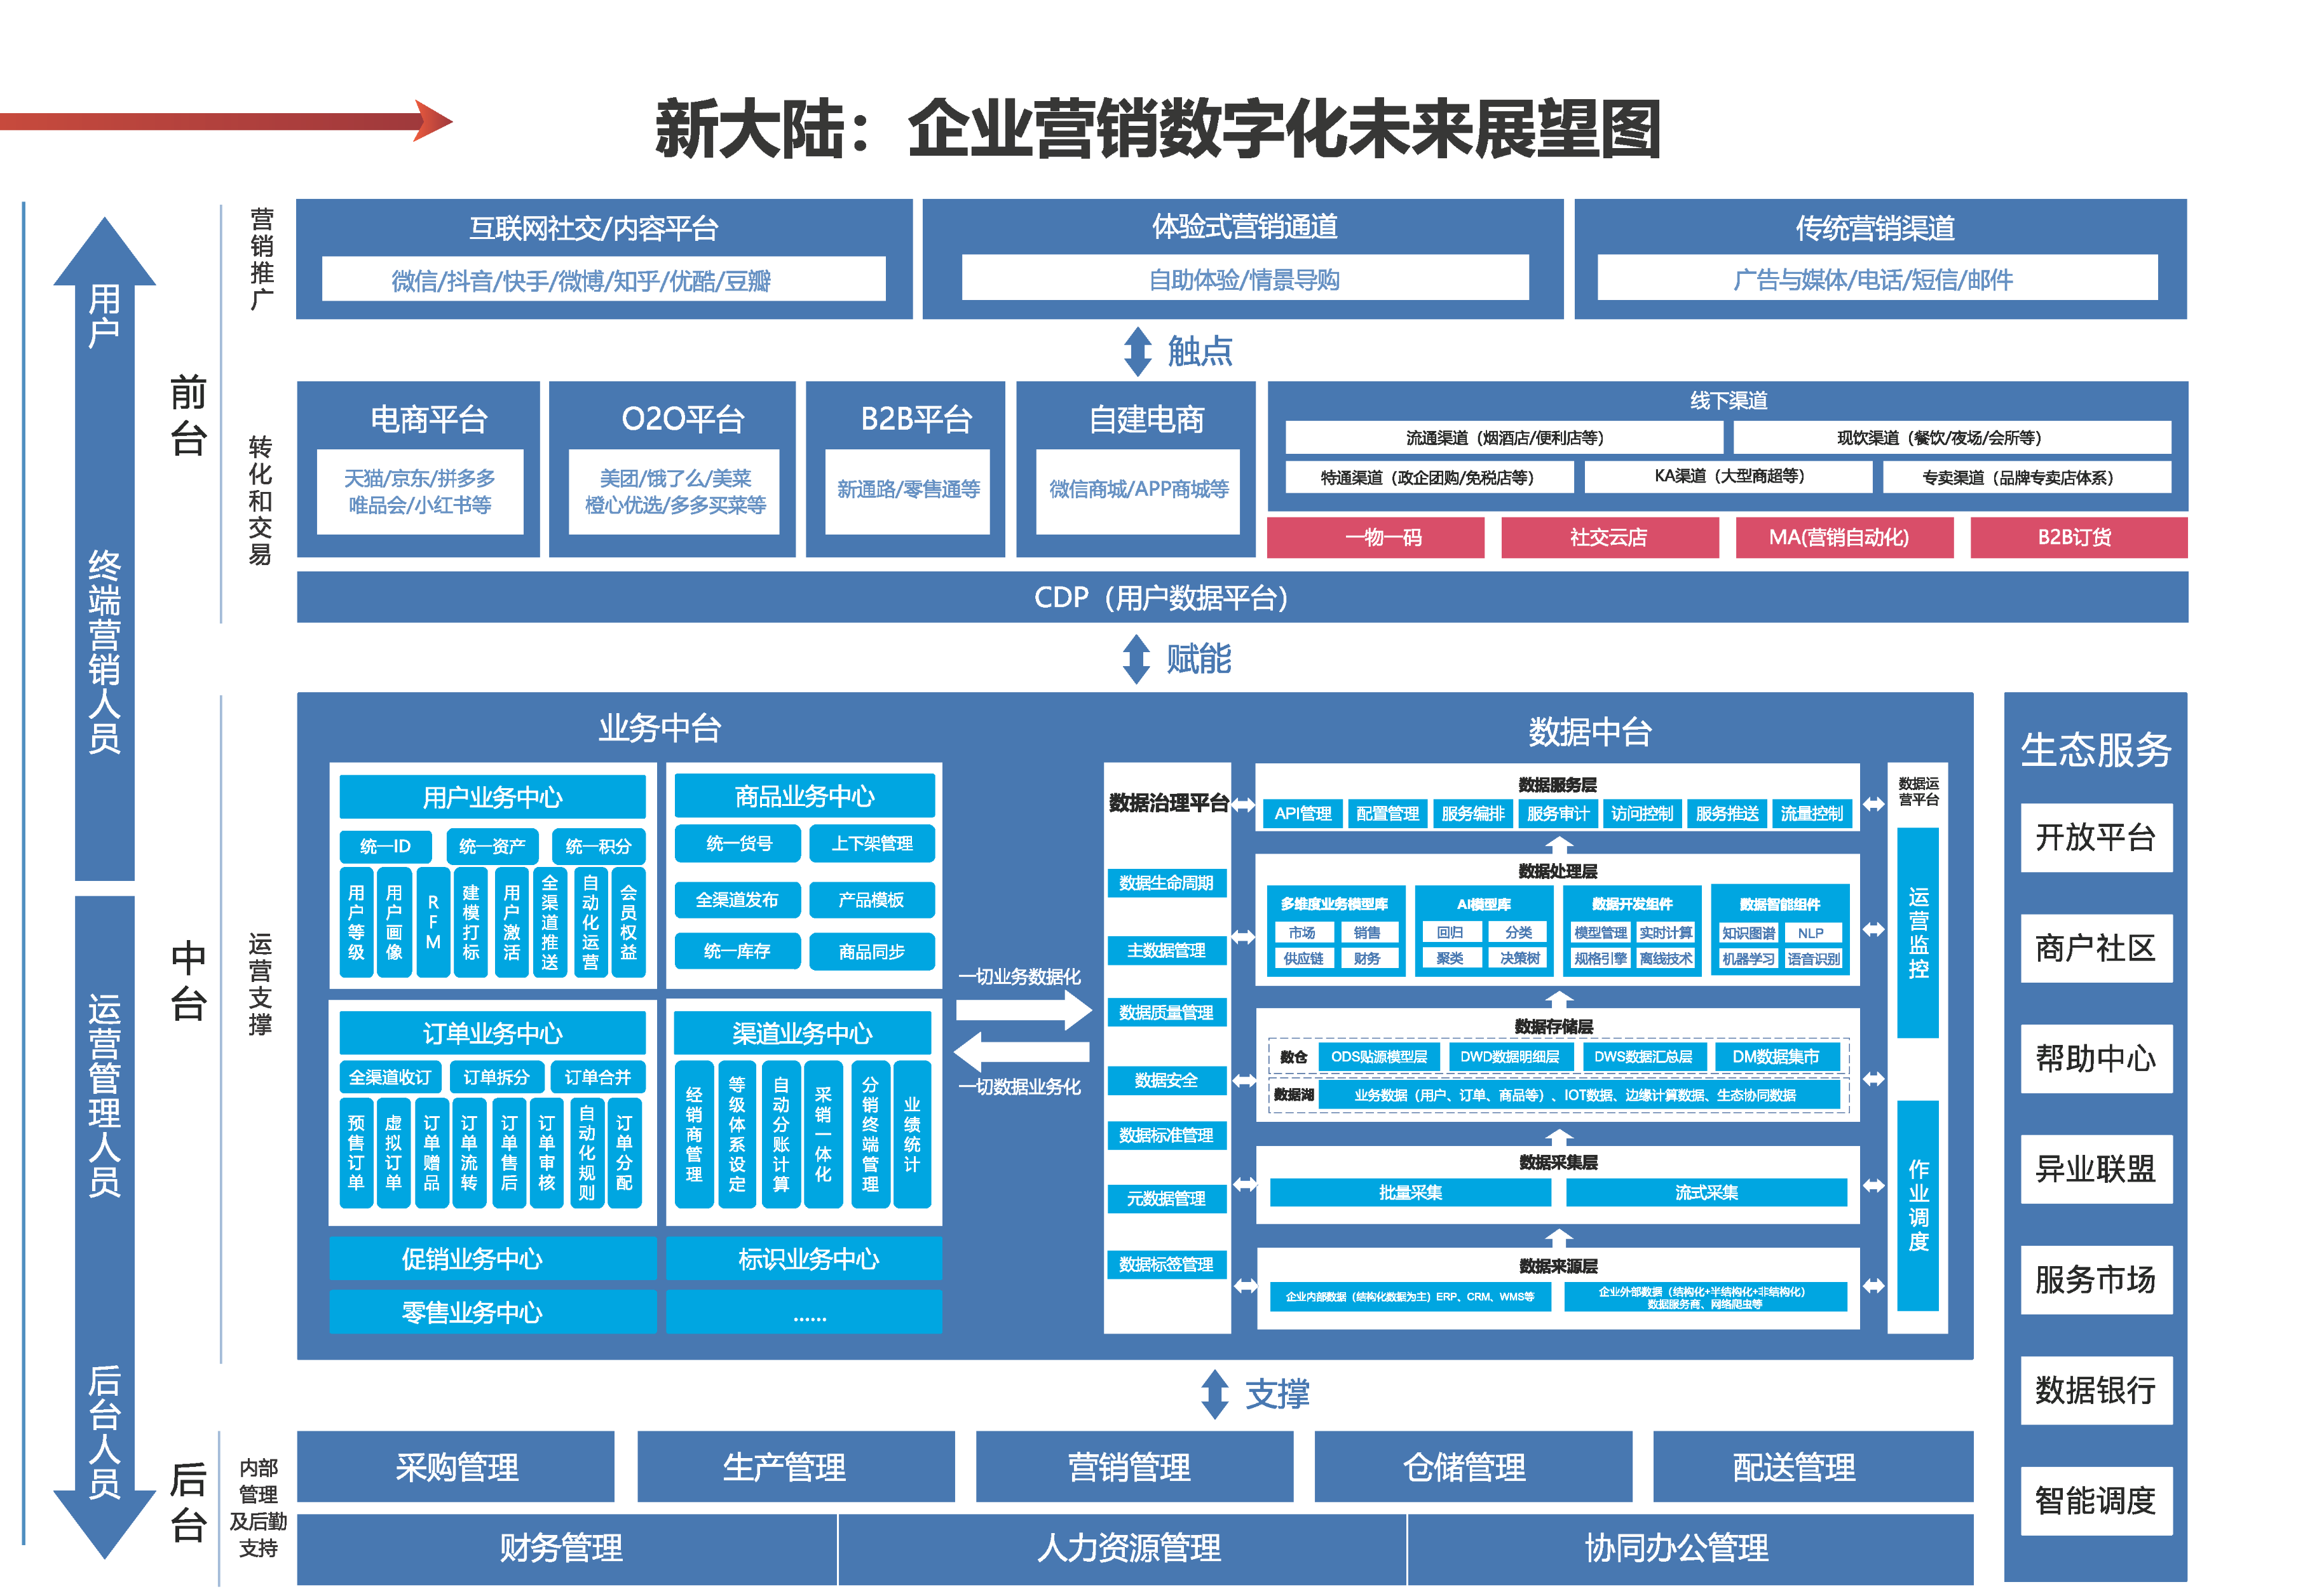 新大陆：企业营销数字化未来展望图
用户
终端营销人员
运营管理人员
后台人员
前台
营销推广
互联网社交/内容平台
微信/抖音/快手/微博/知乎/优酷/豆瓣
体验式营销通道
自助体验/情景导购
传统营销渠道
广告与媒体/电话/短信/邮件
触点
转化和交易
电商平台
天猫/京东/拼多多
唯品会/小红书等
O2O平台
美团/饿了么/美菜
橙心优选/多多买菜等
B2B平台
新通路/零售通等
自建电商
微信商城/APP商城等
线下渠道
流通渠道（烟酒店/便利店等）
现饮渠道（餐饮/夜场/会所等）
特通渠道（政企团购/免税店等）
KA渠道（大型商超等）
专卖渠道（品牌专卖店体系）
一物一码
社交云店
MA(营销自动化)
B2B订货
CDP（用户数据平台）
赋能
中台
运营支撑
业务中台
用户业务中心
统一ID
统一资产
统一积分
用户等级
用户画像
RFM
建模打标
用户激活
全渠道推送
自动化运营
会员权益
商品业务中心
统一货号
上下架管理
全渠道发布
产品模板
统一库存
商品同步
订单业务中心
全渠道收订
订单拆分
订单合并
预售订单
虚拟订单
订单赠品
订单流转
订单售后
订单审核
自动化规则
订单分配
渠道业务中心
经销商管理
等级体系设定
自动分账计算
采销一体化
分销终端管理
业绩统计
促销业务中心
标识业务中心
零售业务中心
......
一切业务数据化
一切数据业务化
数据中台
数据治理平台
数据生命周期
主数据管理
数据质量管理
数据安全
数据标准管理
元数据管理
数据标签管理
数据服务层
API管理
配置管理
服务编排
服务审计
访问控制
服务推送
流量控制
数据处理层
多维度业务模型库
市场
销售
供应链
财务
AI模型库
回归
分类
聚类
决策树
数据开发组件
模型管理
实时计算
规格引擎
离线技术
数据智能组件
知识图谱
NLP
机器学习
语音识别
数据存储层
数仓
ODS贴源模型层
DWD数据明细层
DWS数据汇总层
DM数据集市
数据湖
业务数据（用户、订单、商品等）、IOT数据、边缘计算数据、生态协同数据
数据采集层
批量采集
流式采集
数据来源层
企业内部数据（结构化数据为主）ERP、CRM、WMS等
企业外部数据（结构化+半结构化+非结构化）
数据服务商、网络爬虫等
数据运
营平台
运营监控
作业调度
生态服务
开放平台
商户社区
帮助中心
异业联盟
服务市场
数据银行
智能调度
支撑
后台
内部
管理
及后勤
支持
采购管理
生产管理
营销管理
仓储管理
配送管理
财务管理
人力资源管理
协同办公管理